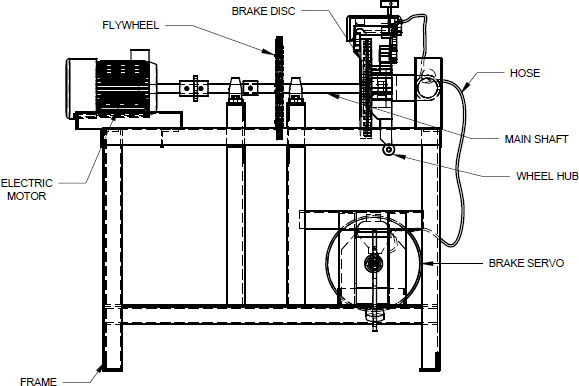 BRAKE DISC
FLYWHEEL
HOSE
MAIN SHAFT
WHEEL HUB
ELECTRIC
MOTOR
BRAKE SERVO
FRAME